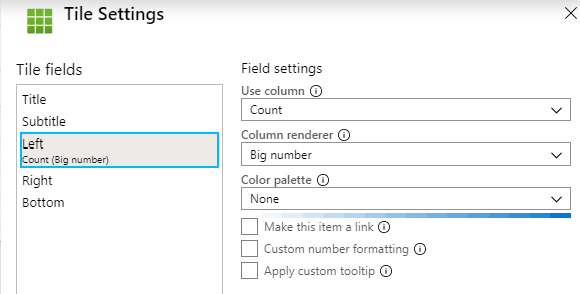 Tile Settings
Tile fields
Title
Subtitle
Left
Count (Big number)
Right
Bottom
Field settings
Use column
Count
Column renderer
Big number
Color palette
None
Make this item a link
Custom number formatting
Apply custom tooltip